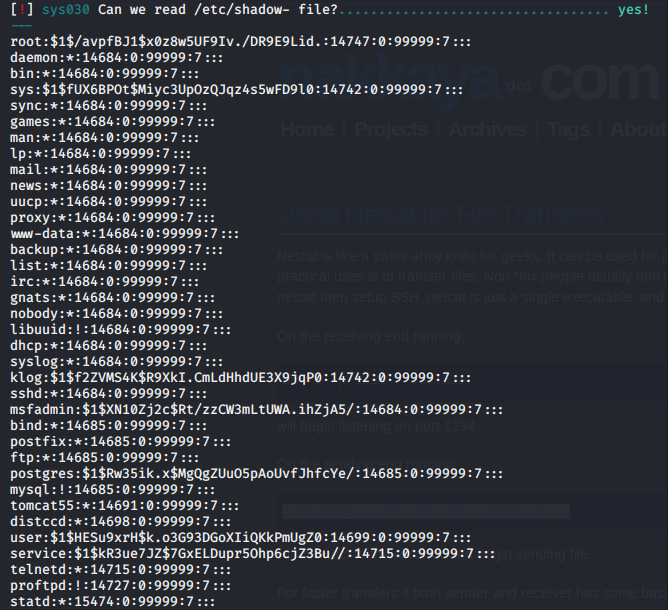 [!] sys030 Can we read /etc/shadow- file?................................. yes!
---
root:$1$/avpfBJ1$x0z8w5UF9Iv./DR9E9Lid.:14747:0:99999:7:::
daemon:*:14684:0:99999:7:::
bin:*:14684:0:99999:7:::
sys:$1$fUX6BPOt$Miyc3UpOzQJqz4s5wFD9l0:14742:0:99999:7:::
sync:*:14684:0:99999:7:::
games:*:14684:0:99999:7:::
man:*:14684:0:99999:7:::
lp:*:14684:0:99999:7:::
mail:*:14684:0:99999:7:::
news:*:14684:0:99999:7:::
uucp:*:14684:0:99999:7:::
proxy:*:14684:0:99999:7:::
www-data:*:14684:0:99999:7:::
backup:*:14684:0:99999:7:::
list:*:14684:0:99999:7:::
irc:*:14684:0:99999:7:::
gnats:*:14684:0:99999:7:::
nobody:*:14684:0:99999:7:::
libuuid:!:14684:0:99999:7:::
dhcp:*:14684:0:99999:7:::
syslog:*:14684:0:99999:7:::
klog:$1$f2ZVMS4K$R9XkI.CmLdHhdUE3X9jqP0:14742:0:99999:7:::
sshd:*:14684:0:99999:7:::
msfadmin:$1$XN10Zj2c$Rt/zzCW3mLtUWA.ihZjA5/:14684:0:99999:7:::
bind:*:14685:0:99999:7:::
postfix:*:14685:0:99999:7:::
ftp:*:14685:0:99999:7:::
postgres:$1$Rw35ik.x$MgQgZUuO5pAoUvfJhfcYe/:14685:0:99999:7:::
mysql:!:14685:0:99999:7:::
tomcat55:*:14691:0:99999:7:::
distccd:*:14698:0:99999:7:::
user:$1$HESu9xrH$k.o3G93DGoXIiQKkPmUgZ0:14699:0:99999:7:::
service:$1$kR3ue7JZ$7GxELDupr5Ohp6cjZ3Bu//:14715:0:99999:7:::
telnetd:*:14715:0:99999:7:::
proftpd:!:14727:0:99999:7:::
statd:*:15474:0:99999:7:::
nakkaya dot com
Home | Projects | Archives | Tags | About
Using Netcat for File Transfers
Netcat is like a swiss army knife for geeks. It can be used for
practical uses is to transfer files. Non *nix people usually don't
netcat then setup SSH. netcat is just a single executable, and
On the receiving end running,
will begin listening on port 1234.
On the sending end running,
begin sending file.
For faster transfers if both sender and receiver has some